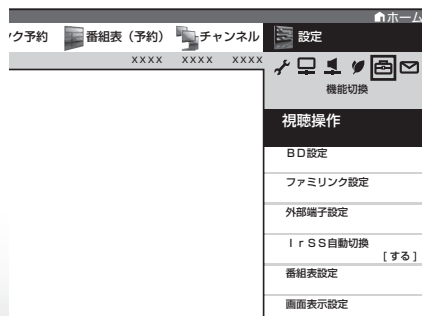 ホーム
ク予約 番組表（予約） チャンネル 設定
XXXX XXXX XXXX
機能切換
視聴操作
BD設定
ファミリンク設定
外部端子設定
IrSS自動切換
[する]
番組表設定
画面表示設定